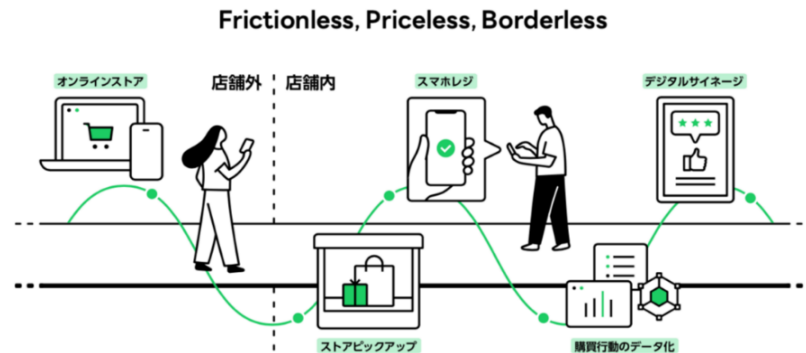 Frictionless, Priceless, Borderless
オンラインストア
店舗外
店舗内
スマホレジ
デジタルサイネージ
ストアピックアップ
購買行動のデータ化